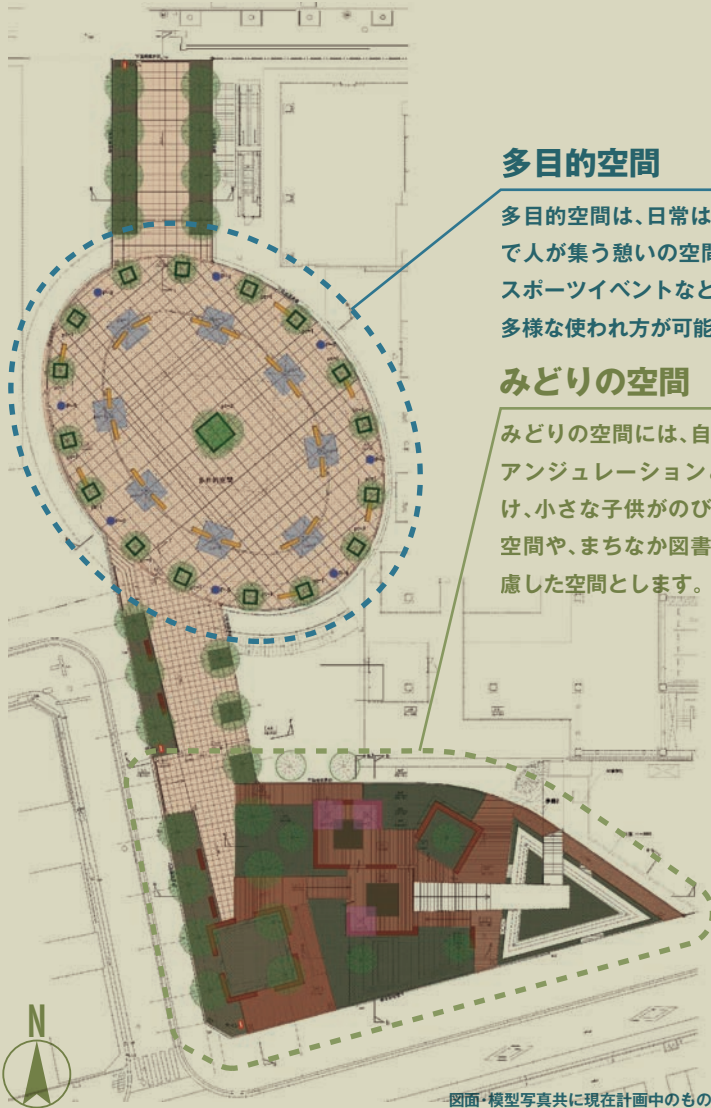 多目的空間
多目的空間は、日常は
で人が集う憩いの空間
スポーツイベントなど
多様な使われ方が可能
みどりの空間
みどりの空間には、自
アンジュレーション
け、小さな子供がのび
空間や、まちなか図書
慮した空間とします。
多目的空間
N
図面・模型写真共に現在計画中のもの